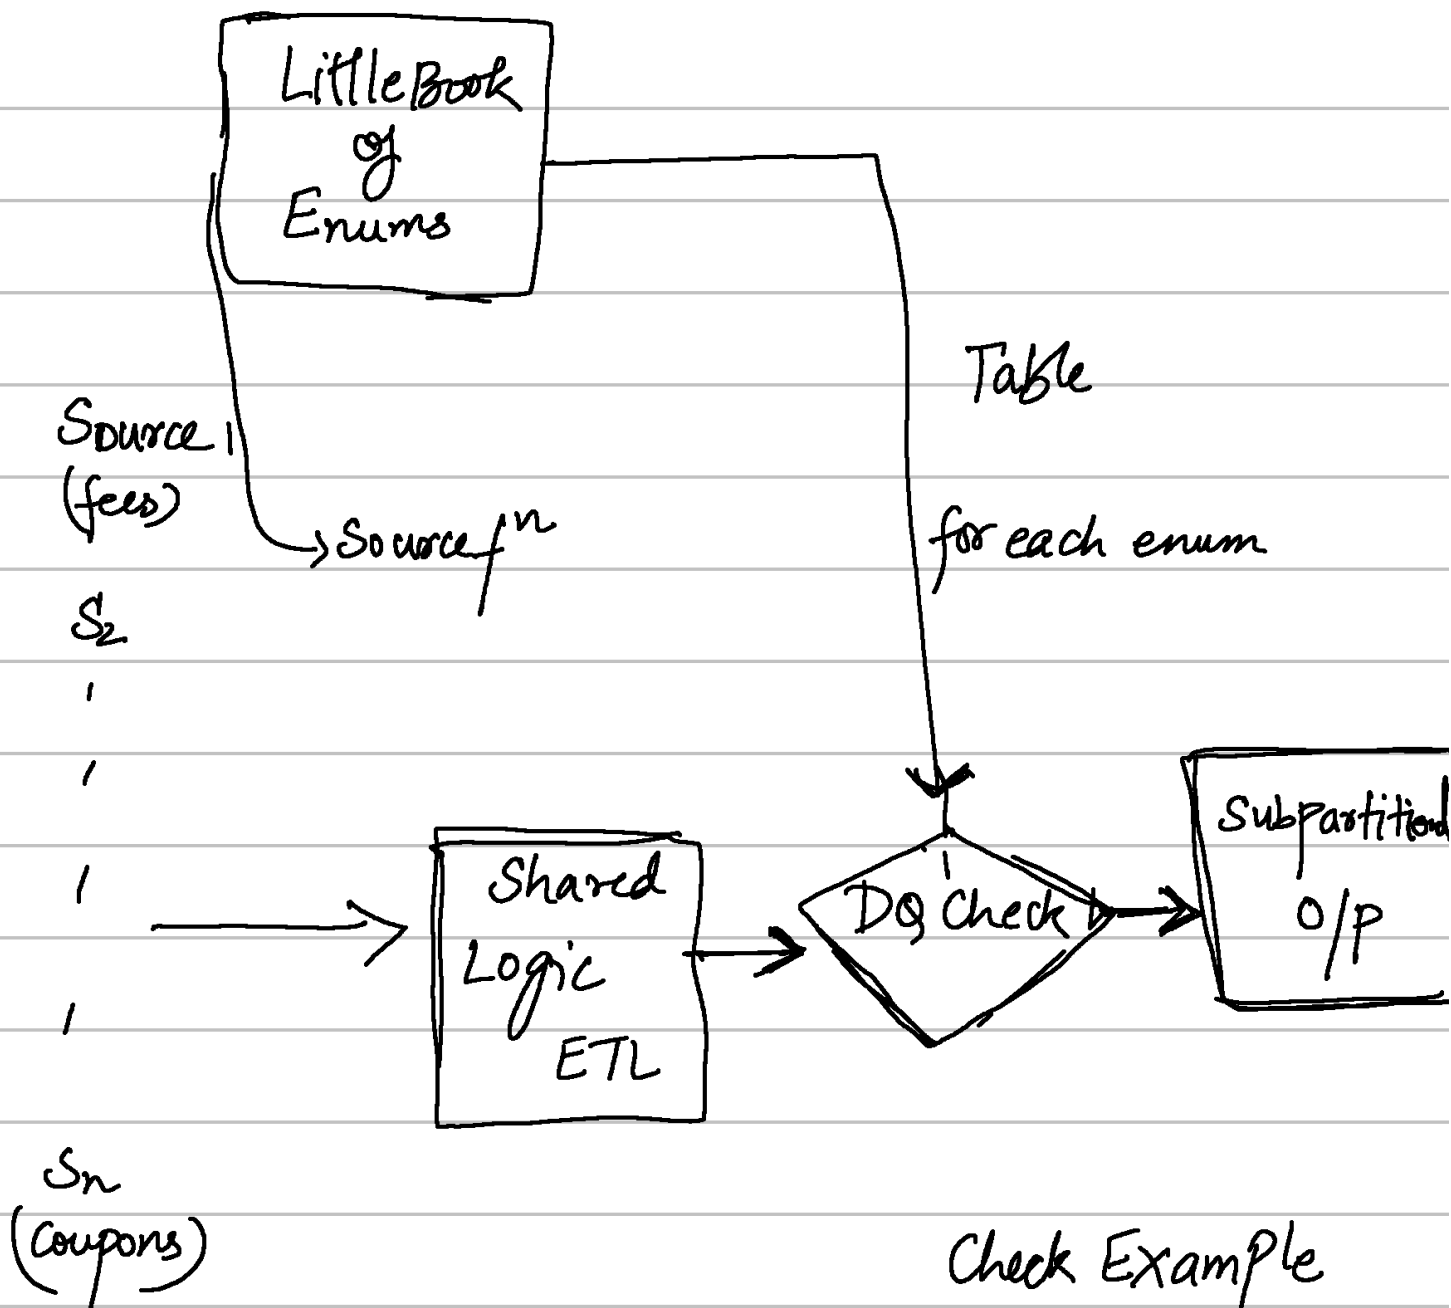 Little Book
of
Enums
Table
Source 1
(fees)
Source fⁿ
for each enum
S₂
Shared
Logic
ETL
DQ Check
Subpartitioned
O/P
Sn
(Coupons)
Check Example